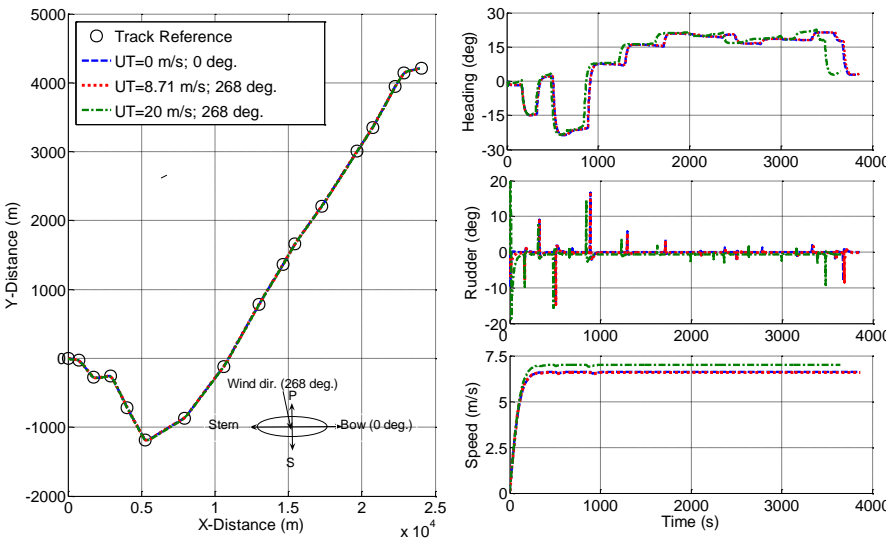 Track Reference
UT=0 m/s; 0 deg.
UT=8.71 m/s; 268 deg.
UT=20 m/s; 268 deg.
5000
4000
3000
2000
1000
0
-1000
-2000
Y-Distance (m)
Wind dir. (268 deg.)
P
Stern
Bow (0 deg.)
S
0
0.5
1
1.5
2
2.5
X-Distance (m)
x 10^4
30
15
0
-15
-30
Heading (deg)
0
1000
2000
3000
4000
20
10
0
-10
-20
Rudder (deg)
0
1000
2000
3000
4000
7.5
5
2.5
0
Speed (m/s)
0
1000
2000
3000
4000
Time (s)